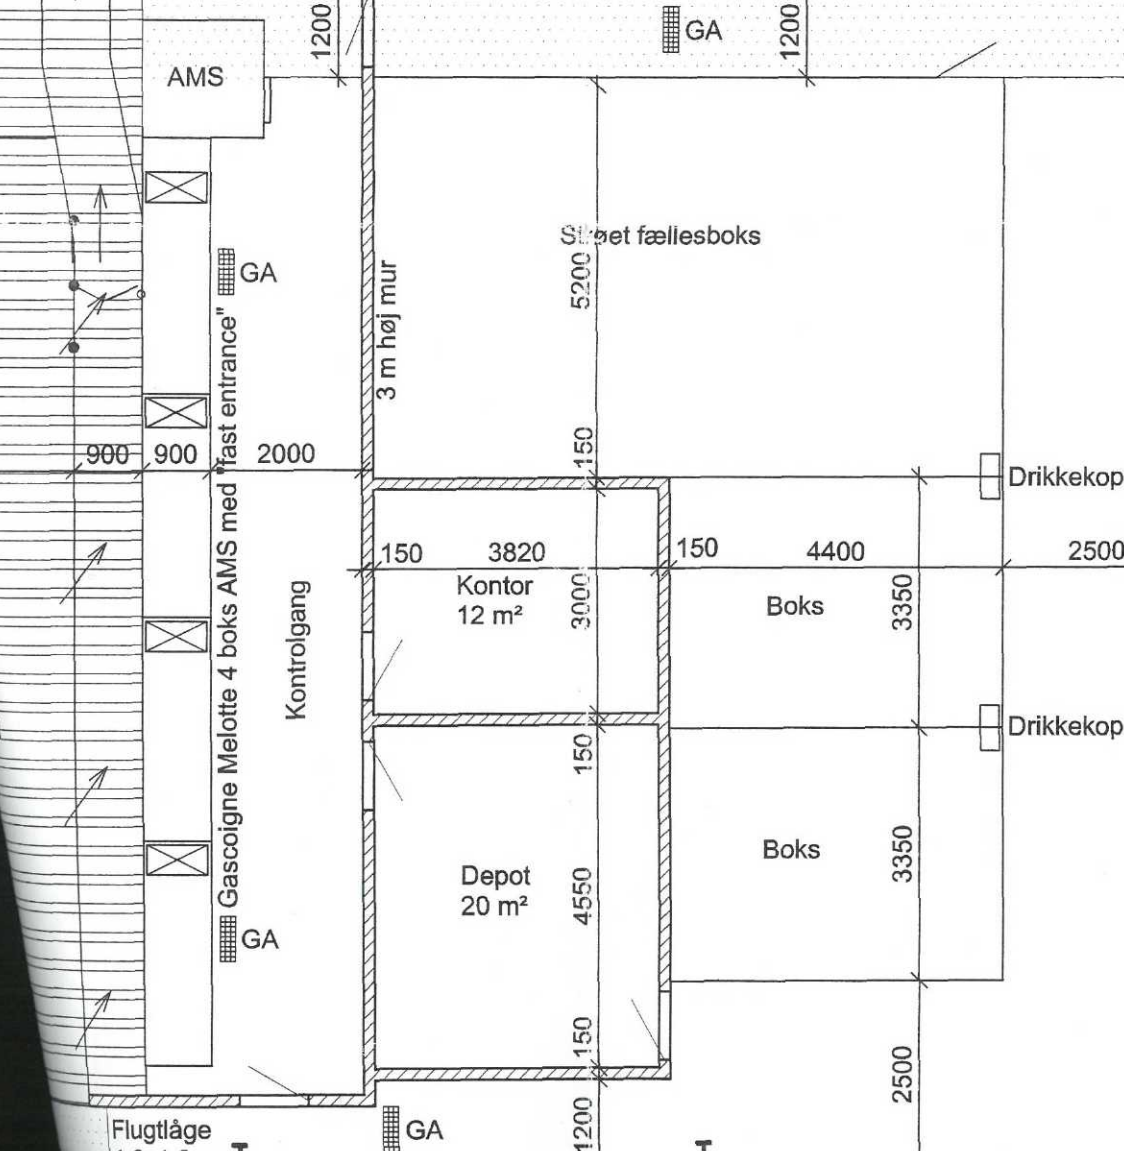 1200
GA
1200
AMS
Strøet fællesboks
GA
5200
3 m høj mur
900
900
2000
150
Drikkekop
Gascoigne Melotte 4 boks AMS med "fast entrance"
150
3820
150
4400
2500
Kontor
12 m²
3000
Boks
3350
Kontrolgang
Drikkekop
150
Depot
20 m²
4550
Boks
3350
GA
150
2500
Flugtlåge
GA
1200